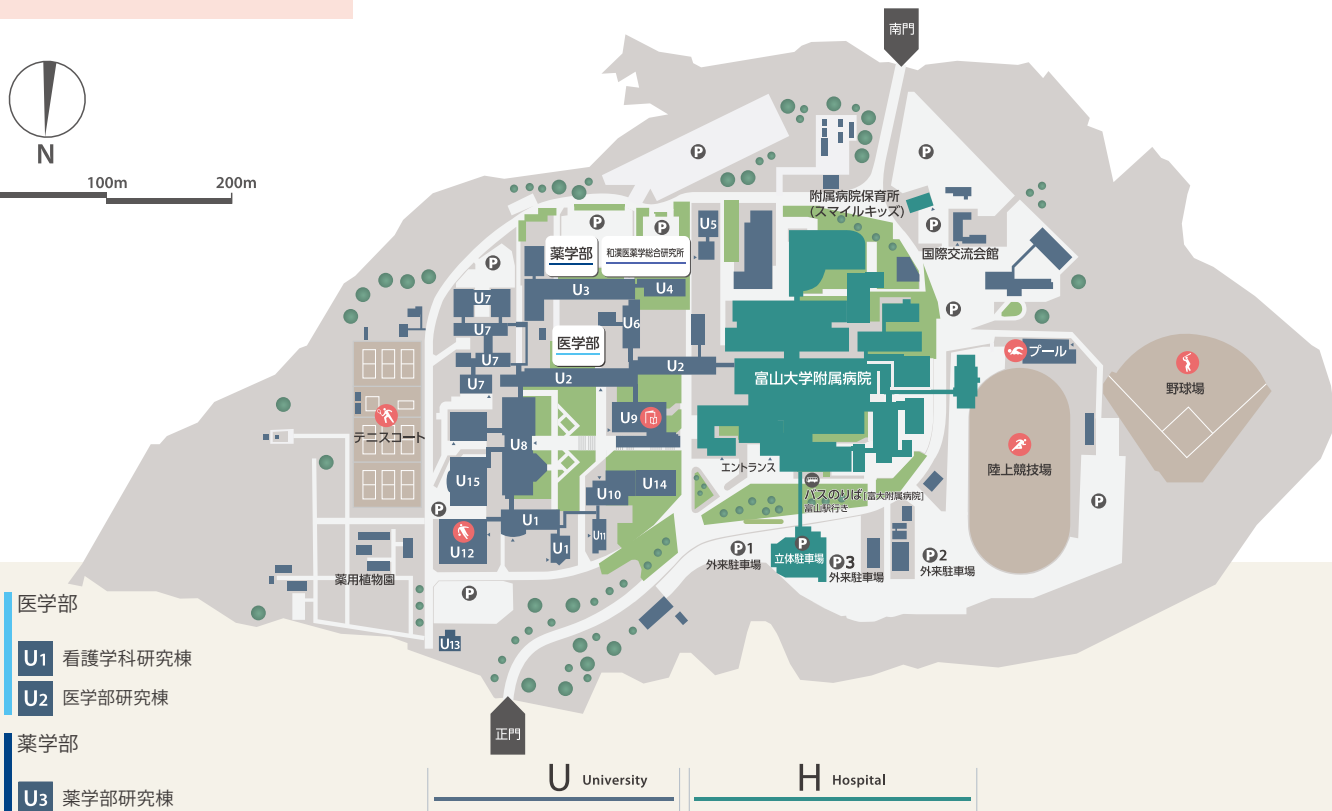 南門
N
100m
200m
P
P
附属病院保育所
(スマイルキッズ)
P
P
U5
P
国際交流会館
薬学部
和漢医薬学総合研究所
P
U3
U4
U7
U6
P
U7
医学部
プール
U7
U2
U2
富山大学附属病院
U7
野球場
U9
テニスコート
U8
エントランス
陸上競技場
U15
U14
U10
バスのりば[富大附属病院]
富山駅行き
P
P
U1
U11
U12
U1
P
P1
外来駐車場
立体駐車場
P3
外来駐車場
P2
外来駐車場
薬用植物園
P
U13
正門
医学部
U1 看護学科研究棟
U2 医学部研究棟
薬学部
U3 薬学部研究棟
U University
H Hospital